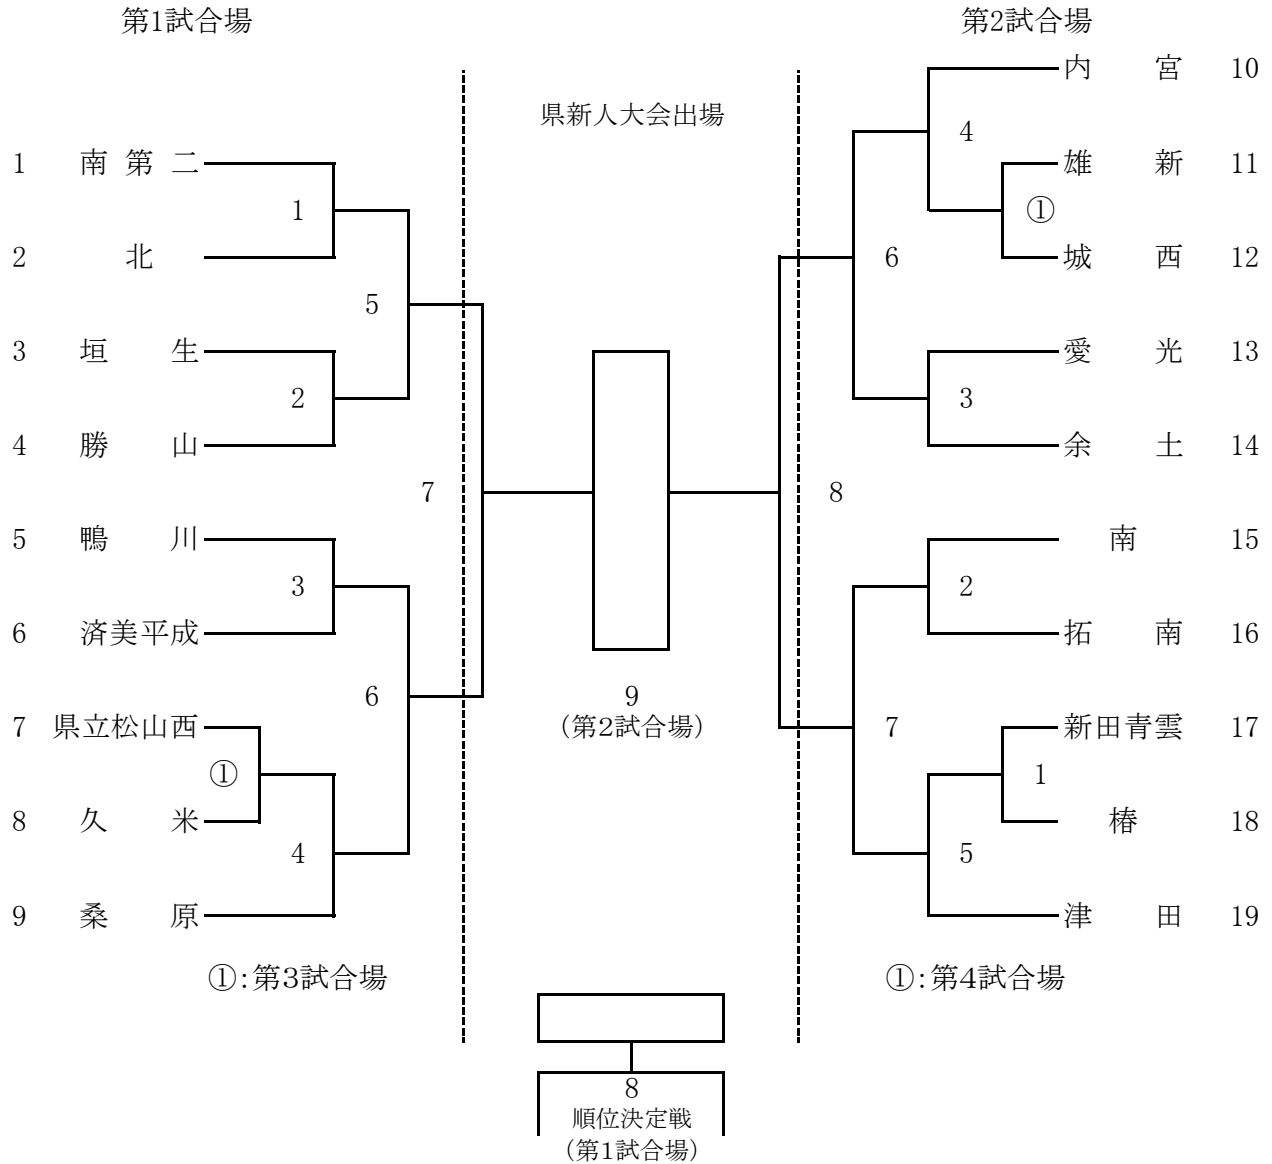 第1試合場
第2試合場
県新人大会出場
内宮 10
4
1 南第二
雄新 11
1
①
2 北
城西 12
6
5
3 垣生
愛光 13
2
3
4 勝山
余土 14
7
8
5 鴨川
南 15
3
2
6 済美平成
拓南 16
6
9
(第2試合場)
7 県立松山西
7
新田青雲 17
①
1
8 久米
椿 18
4
5
9 桑原
津田 19
①:第3試合場
①:第4試合場
8
順位決定戦
(第1試合場)